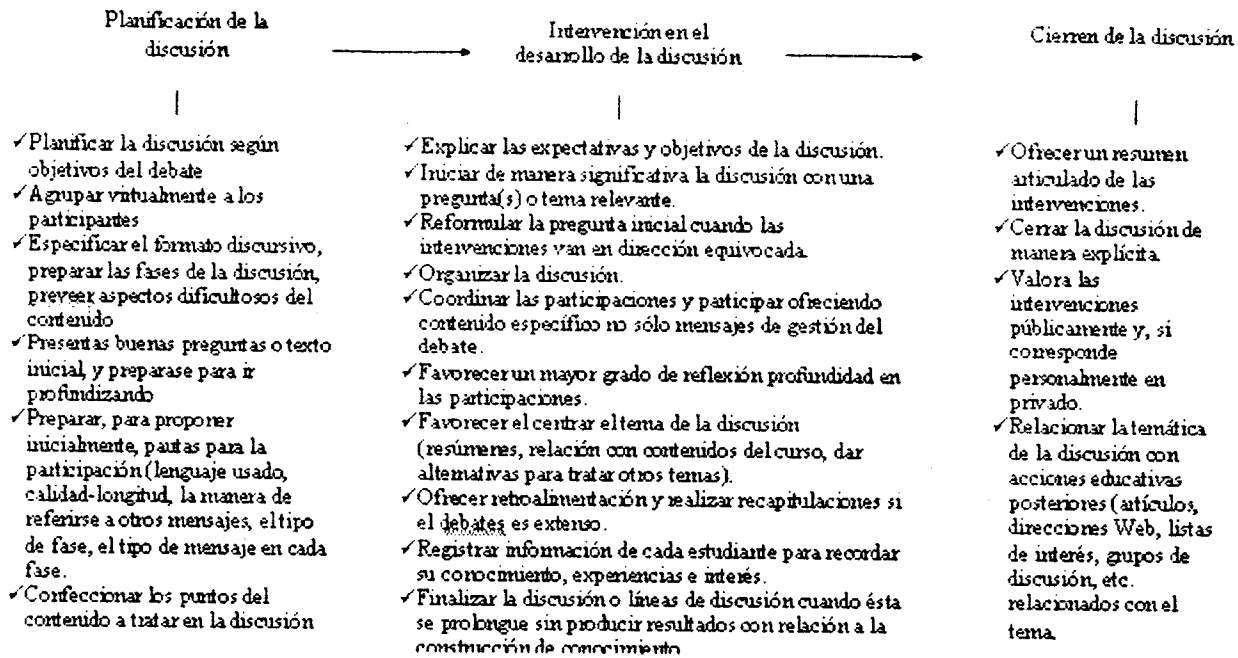 Planificación de la
discusión
Intervención en el
desarrollo de la discusión
Cierren de la discusión
✓Planificar la discusión según
objetivos del debate
✓Agrupar virtualmente a los
participantes
✓Especificar el formato discursivo,
preparar las fases de la discusión,
preveer aspectos dificultosos del
contenido
✓Presentas buenas preguntas o texto
inicial, y preparase para ir
profundizando
✓Preparar, para proponer
inicialmente, pautas para la
participación (lenguaje usado,
calidad-longitud, la manera de
referirse a otros mensajes, el tipo
de fase, el tipo de mensaje en cada
fase.
✓Confeccionar los puntos del
contenido a tratar en la discusión
✓Explicar las expectativas y objetivos de la discusión.
✓Iniciar de manera significativa la discusión con una
pregunta(s) o tema relevante.
✓Reformular la pregunta inicial cuando las
intervenciones van en dirección equivocada.
✓Organizar la discusión.
✓Coordinar las participaciones y participar ofreciendo
contenido específico no sólo mensajes de gestión del
debate.
✓Favorecer un mayor grado de reflexión profundidad en
las participaciones.
✓Favorecer el centrar el tema de la discusión
(resúmenes, relación con contenidos del curso, dar
alternativas para tratar otros temas).
✓Ofrecer retroalimentación y realizar recapitulaciones si
el debates es extenso.
✓Registrar información de cada estudiante para recordar
su conocimiento, experiencias e interés.
✓Finalizar la discusión o líneas de discusión cuando ésta
se prolongue sin producir resultados con relación a la
construcción de conocimiento
✓Ofrecer un resumen
articulado de las
intervenciones.
✓Cerrar la discusión de
manera explícita.
✓Valora las
intervenciones
públicamente y, si
corresponde
personalmente en
privado.
✓Relacionar la temática
de la discusión con
acciones educativas
posteriores (artículos,
direcciones Web, listas
de interés, grupos de
discusión, etc.
relacionados con el
tema.